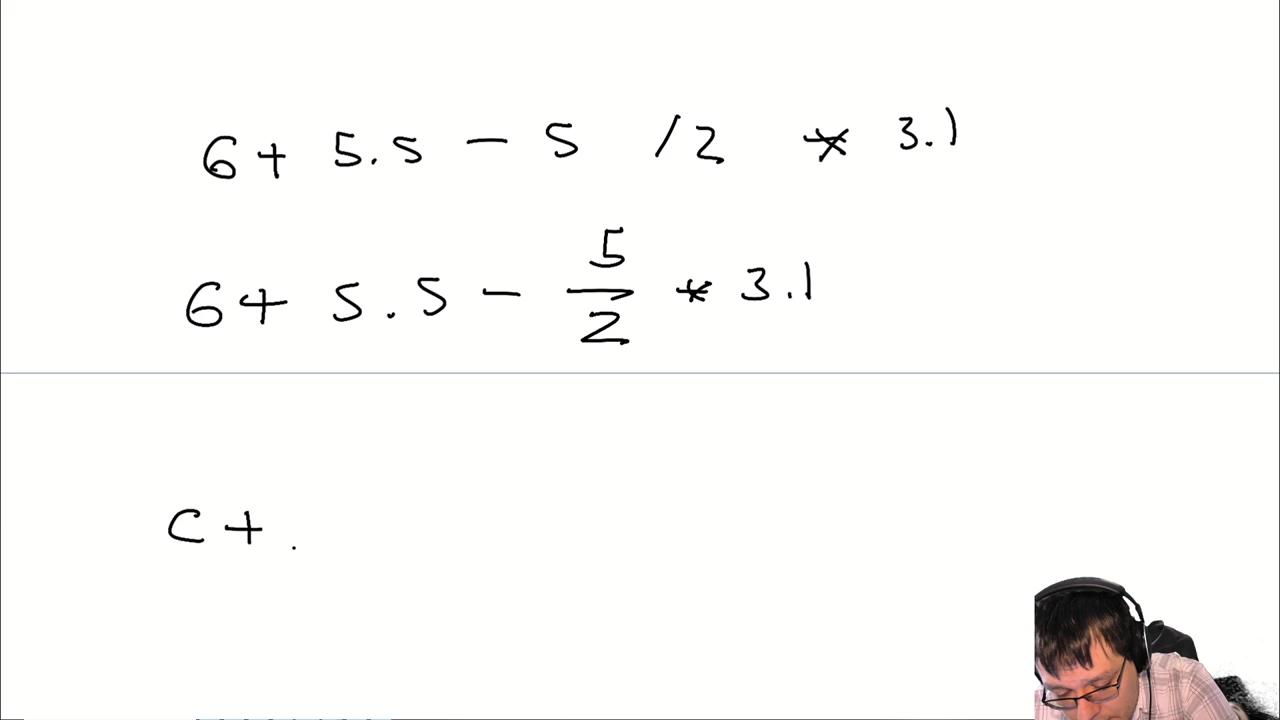 6 + 5.5 - 5 / 2 * 3.1
6 + 5.5 - 5/2 * 3.1
c + .